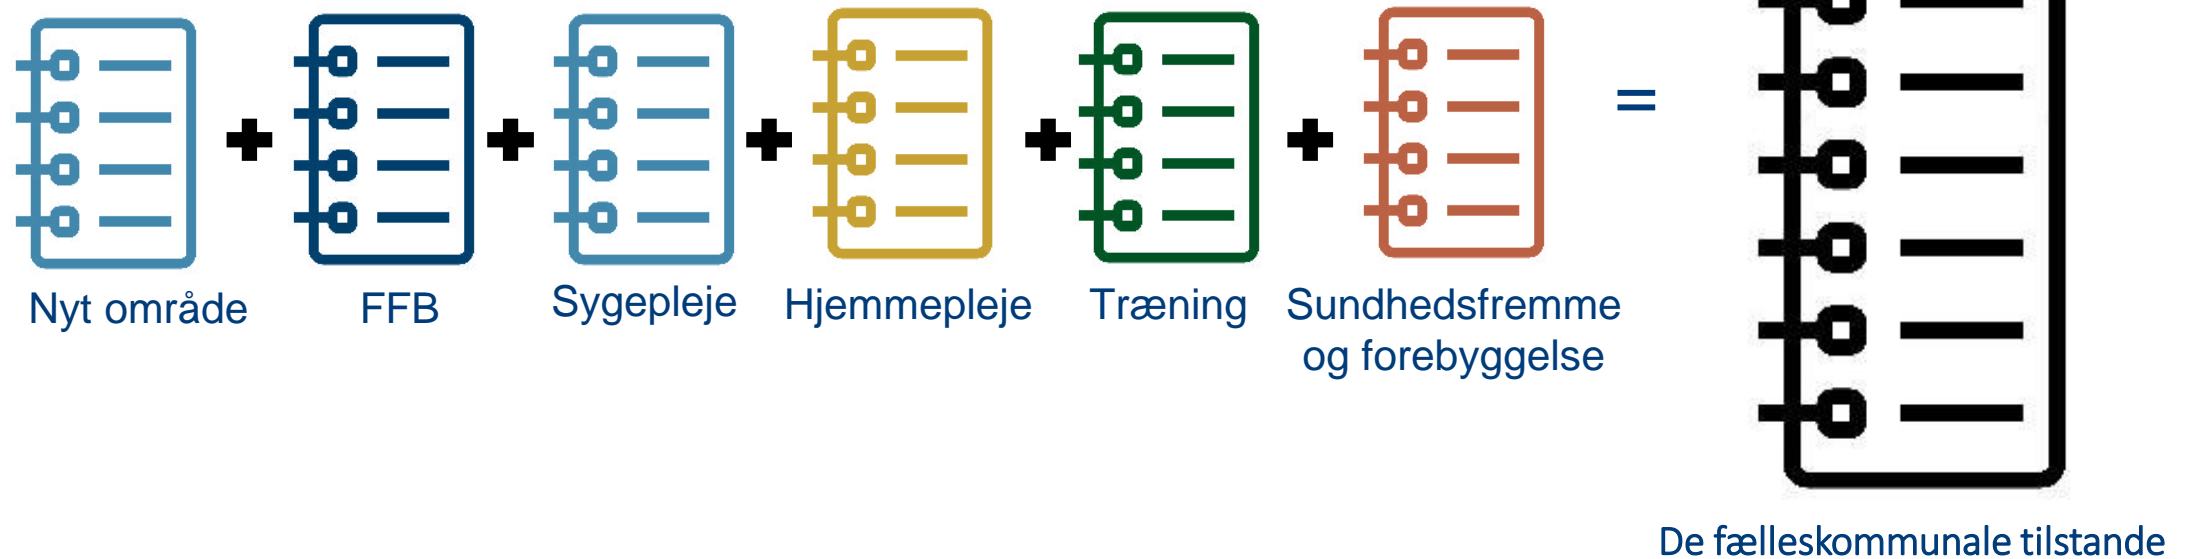 Nyt område
FFB
Sygepleje
Hjemmepleje
Træning
Sundhedsfremme
og forebyggelse
=
De fælleskommunale tilstande